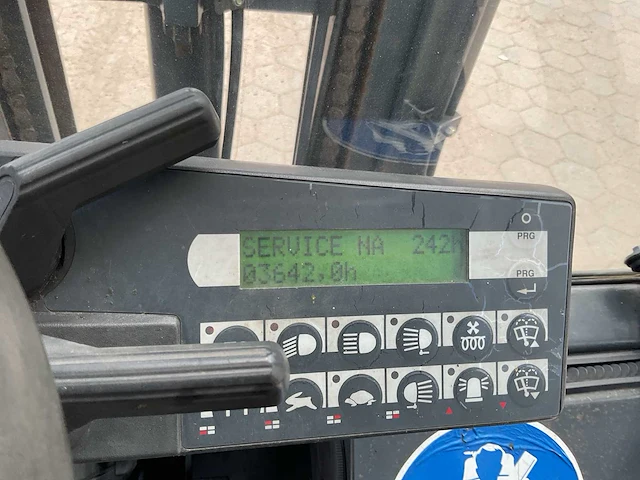 SERVICE NA 242h
03642.0h
PRG
PRG